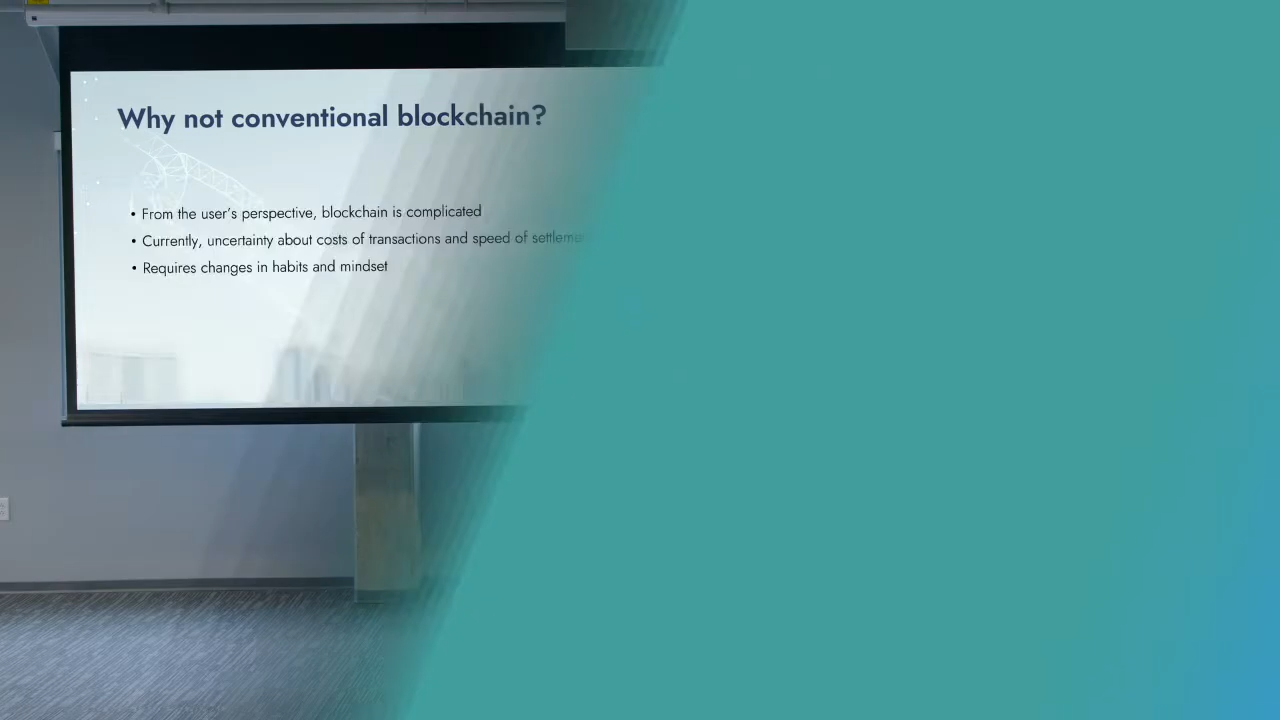 Why not conventional blockchain?
• From the user's perspective, blockchain is complicated
• Currently, uncertainty about costs of transactions and speed of
• Requires changes in habits and mindset